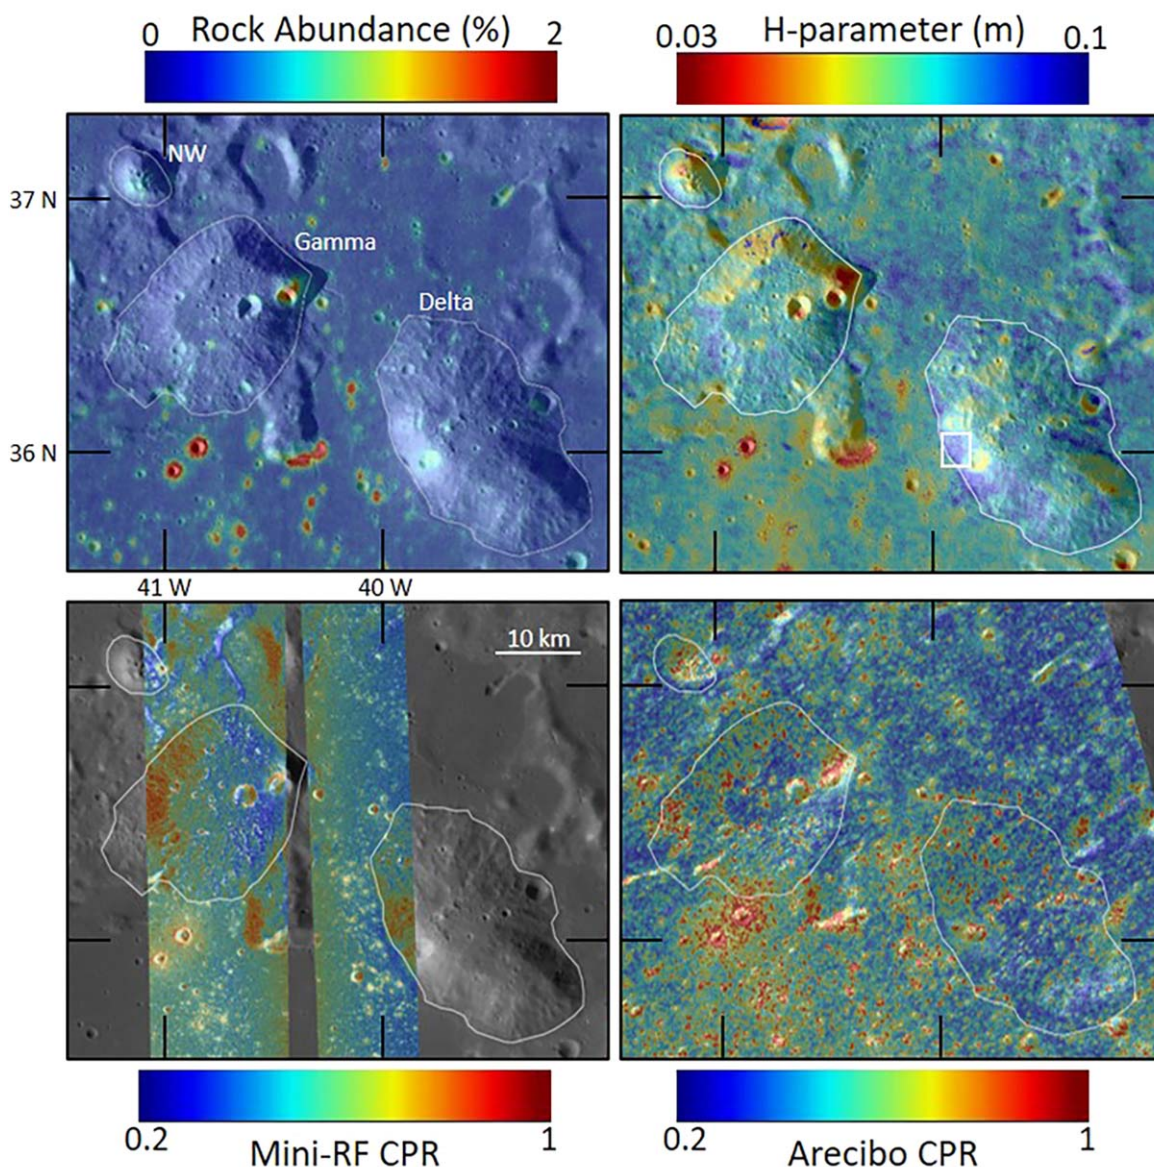 Rock Abundance (%)
0
2
H-parameter (m)
0.03
0.1
NW
37 N
Gamma
Delta
36 N
41 W
40 W
10 km
0.2
1
Mini-RF CPR
0.2
1
Arecibo CPR